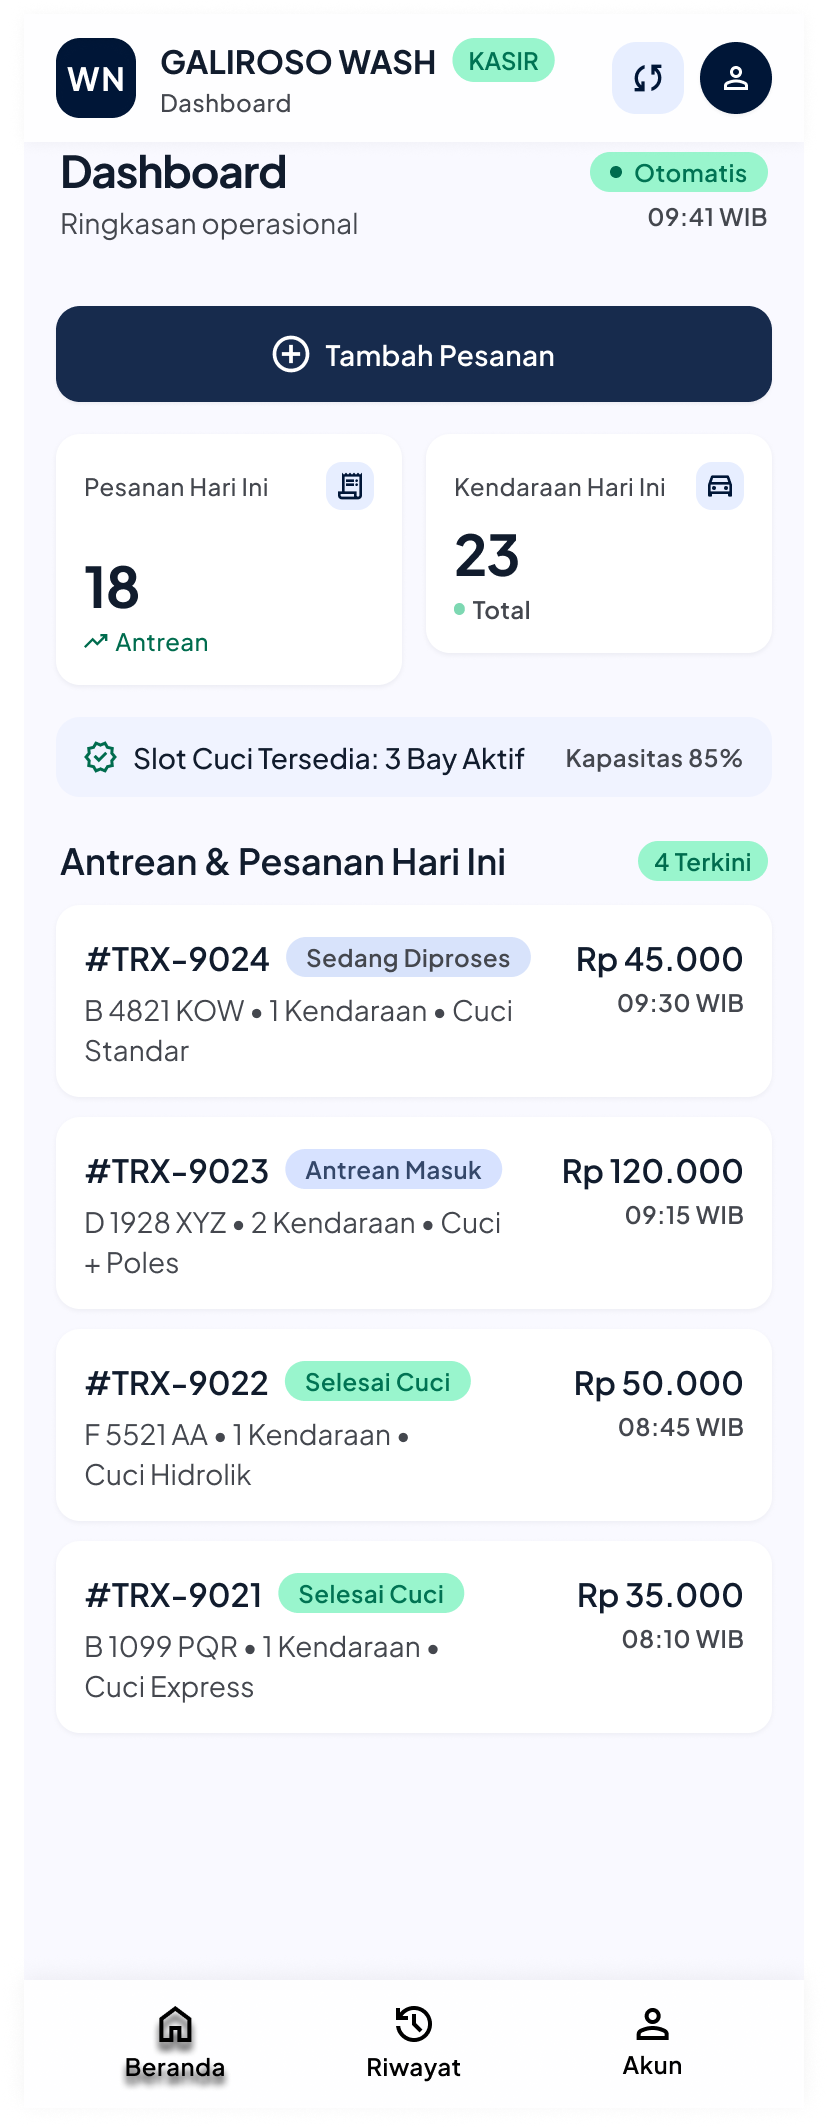 WN
GALIROSO WASH KASIR
Dashboard
Dashboard
Otomatis
Ringkasan operasional
09:41 WIB
Tambah Pesanan
Pesanan Hari Ini
18
Antrean
Kendaraan Hari Ini
23
Total
Slot Cuci Tersedia: 3 Bay Aktif Kapasitas 85%
Antrean & Pesanan Hari Ini 4 Terkini
#TRX-9024 Sedang Diproses Rp 45.000
B 4821 KOW • 1 Kendaraan • Cuci 09:30 WIB
Standar
#TRX-9023 Antrean Masuk Rp 120.000
D 1928 XYZ • 2 Kendaraan • Cuci 09:15 WIB
+ Poles
#TRX-9022 Selesai Cuci Rp 50.000
F 5521 AA • 1 Kendaraan • 08:45 WIB
Cuci Hidrolik
#TRX-9021 Selesai Cuci Rp 35.000
B 1099 PQR • 1 Kendaraan • 08:10 WIB
Cuci Express
Beranda Riwayat Akun